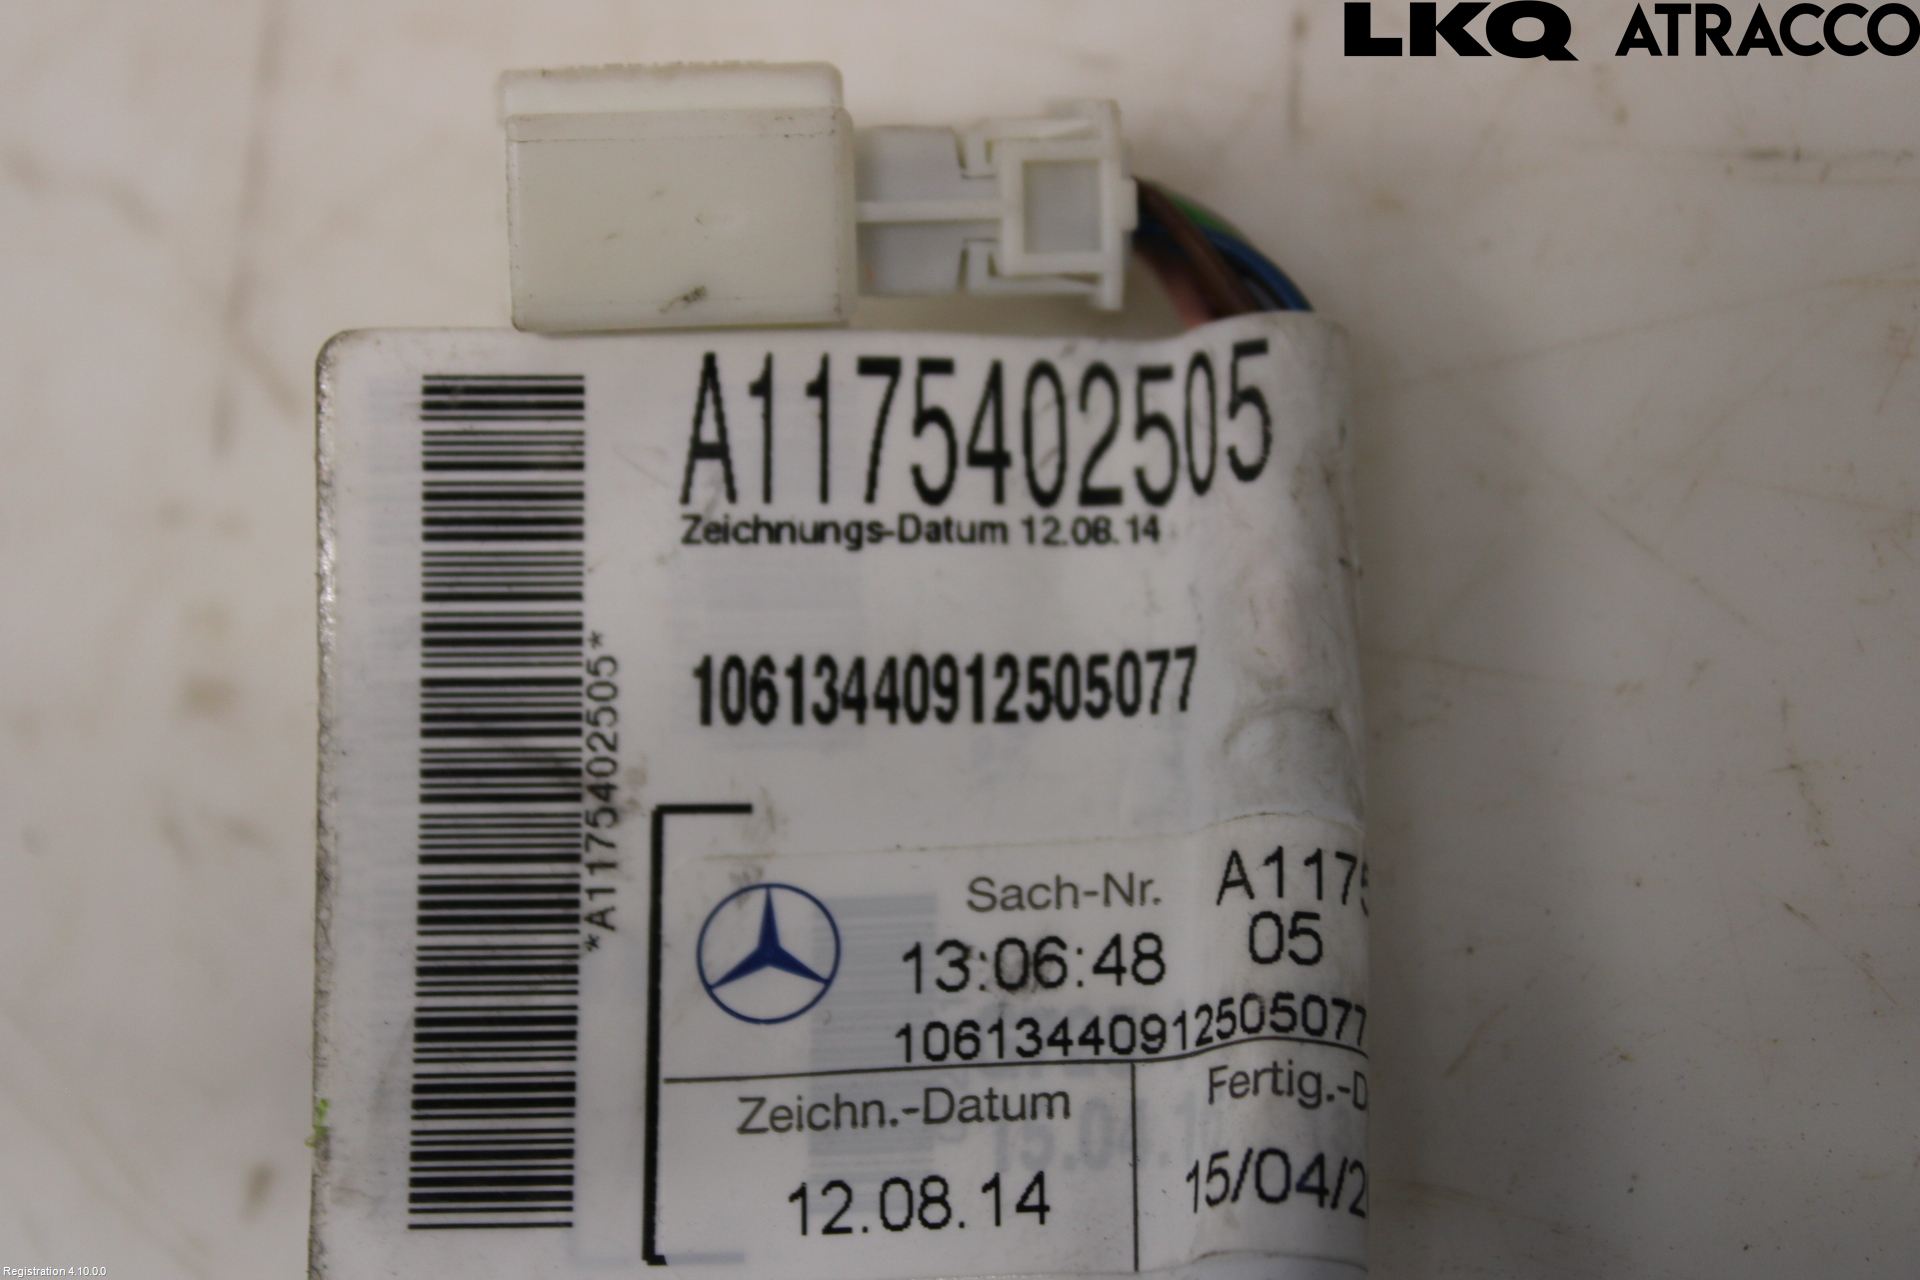 LKQ ATRACCO
A1175402505
Zeichnungs-Datum 12.08.14
10613440912505077
*A1175402505*
Sach-Nr. A1175
13:06:48 05
10613440912505077
Zeichn.-Datum Fertig.-D
12.08.14 15/04/2
Registration 4.10.0.0